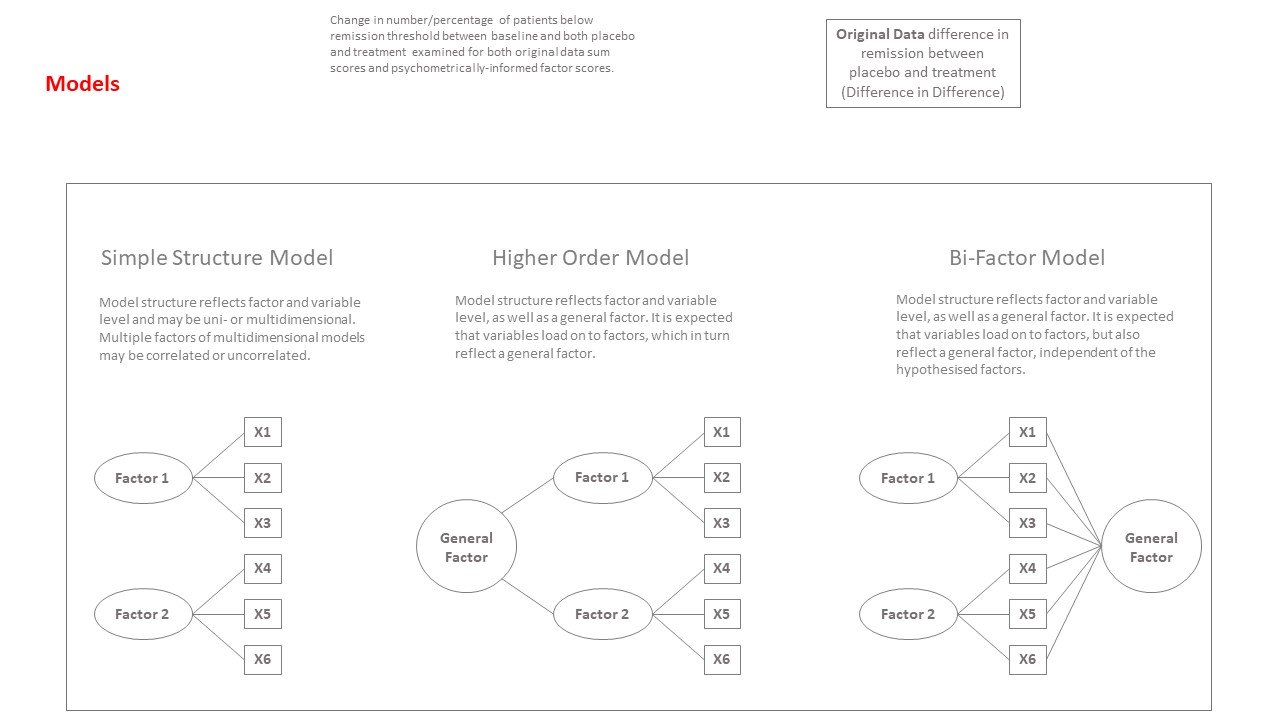 Change in number/percentage of patients below
remission threshold between baseline and both placebo
and treatment examined for both original data sum
scores and psychometrically-informed factor scores.
Original Data difference in
remission between
placebo and treatment
(Difference in Difference)
Models
Simple Structure Model
Model structure reflects factor and variable
level and may be uni- or multidimensional.
Multiple factors of multidimensional models
may be correlated or uncorrelated.
Factor 1
X1
X2
X3
Factor 2
X4
X5
X6
Higher Order Model
Model structure reflects factor and variable
level, as well as a general factor. It is expected
that variables load on to factors, which in turn
reflect a general factor.
General
Factor
Factor 1
X1
X2
X3
Factor 2
X4
X5
X6
Bi-Factor Model
Model structure reflects factor and variable
level, as well as a general factor. It is expected
that variables load on to factors, but also
reflect a general factor, independent of the
hypothesised factors.
Factor 1
X1
X2
X3
Factor 2
X4
X5
X6
General
Factor